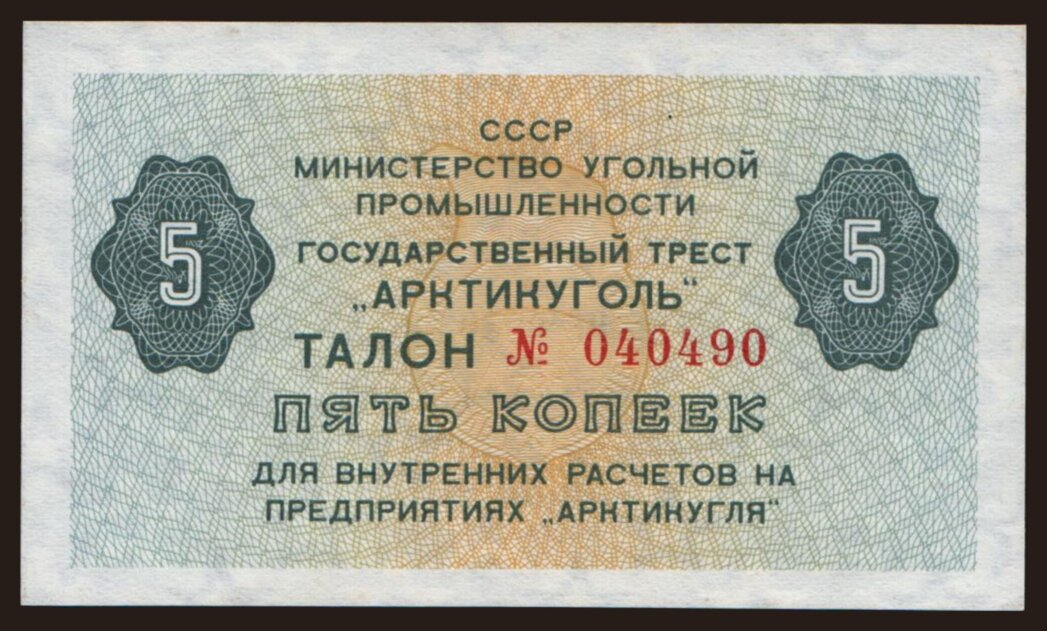 СССР
МИНИСТЕРСТВО УГОЛЬНОЙ
ПРОМЫШЛЕННОСТИ
ГОСУДАРСТВЕННЫЙ ТРЕСТ
„АРКТИКУГОЛЬ“
5 5
ТАЛОН № 040490
ПЯТЬ КОПЕЕК
ДЛЯ ВНУТРЕННИХ РАСЧЕТОВ НА
ПРЕДПРИЯТИЯХ „АРКТИКУГЛЯ“